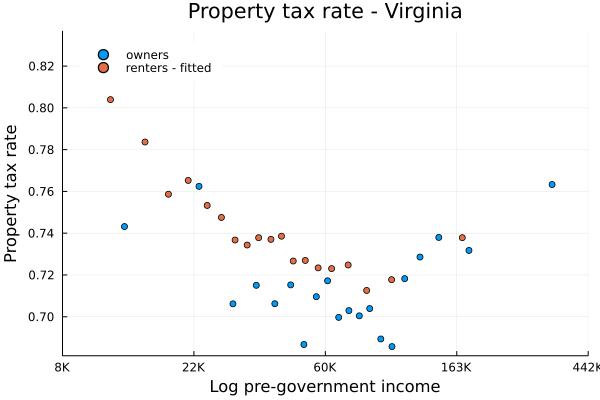 Property tax rate - Virginia
owners
renters - fitted
Property tax rate
0.82
0.80
0.78
0.76
0.74
0.72
0.70
8K 22K 60K 163K 442K
Log pre-government income